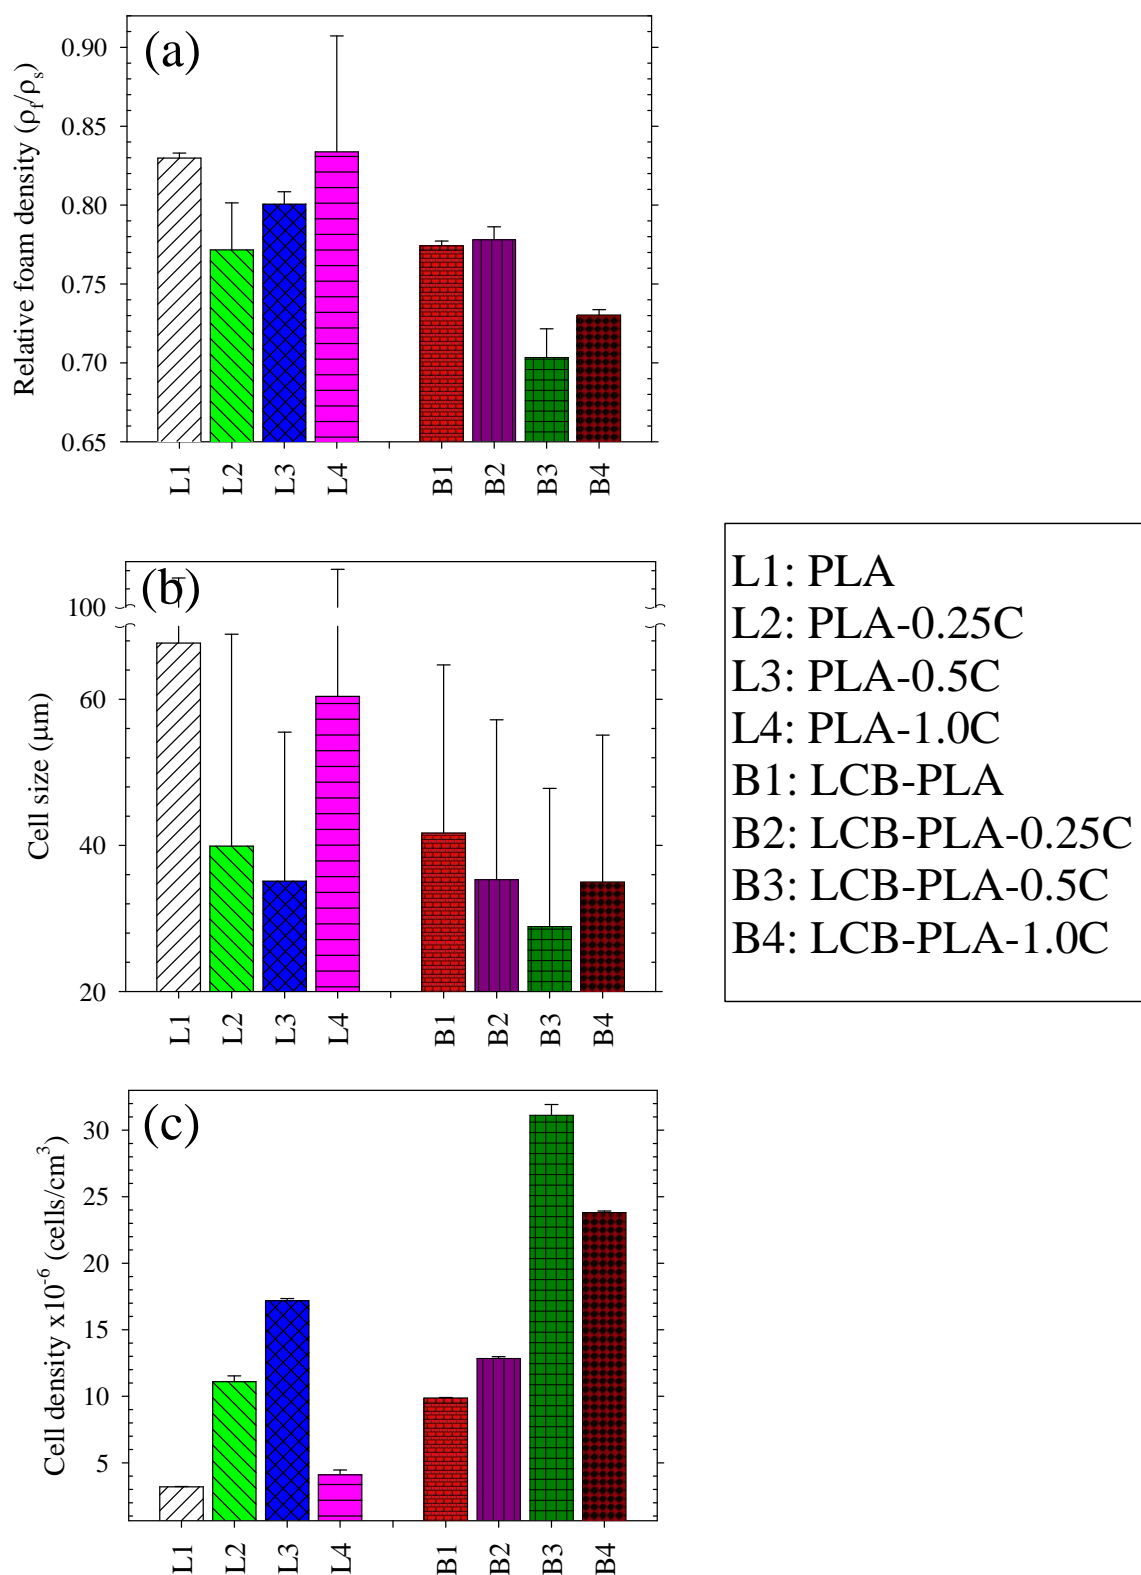 (a)
Relative foam density (ρf/ρs)
0.90
0.85
0.80
0.75
0.70
0.65
L1 L2 L3 L4 B1 B2 B3 B4
(b)
Cell size (µm)
100
60
40
20
L1 L2 L3 L4 B1 B2 B3 B4
L1: PLA
L2: PLA-0.25C
L3: PLA-0.5C
L4: PLA-1.0C
B1: LCB-PLA
B2: LCB-PLA-0.25C
B3: LCB-PLA-0.5C
B4: LCB-PLA-1.0C
(c)
Cell density x10⁻⁶ (cells/cm³)
30
25
20
15
10
5
L1 L2 L3 L4 B1 B2 B3 B4